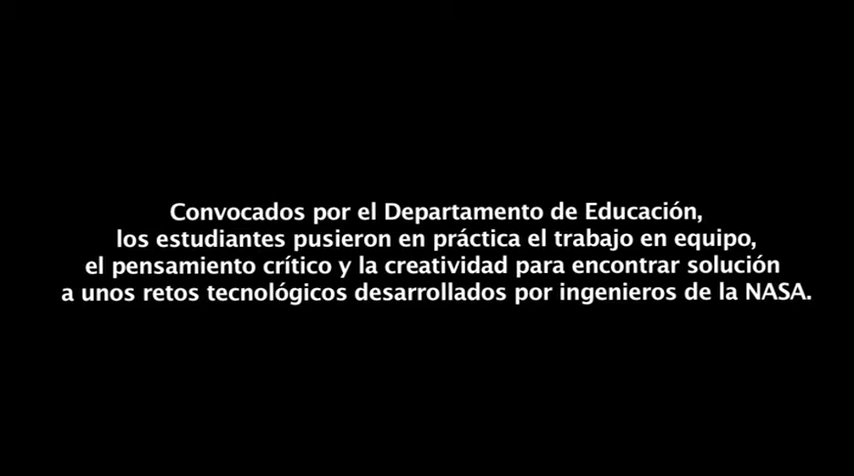 Convocados por el Departamento de Educación,
los estudiantes pusieron en práctica el trabajo en equipo,
el pensamiento crítico y la creatividad para encontrar solución
a unos retos tecnológicos desarrollados por ingenieros de la NASA.